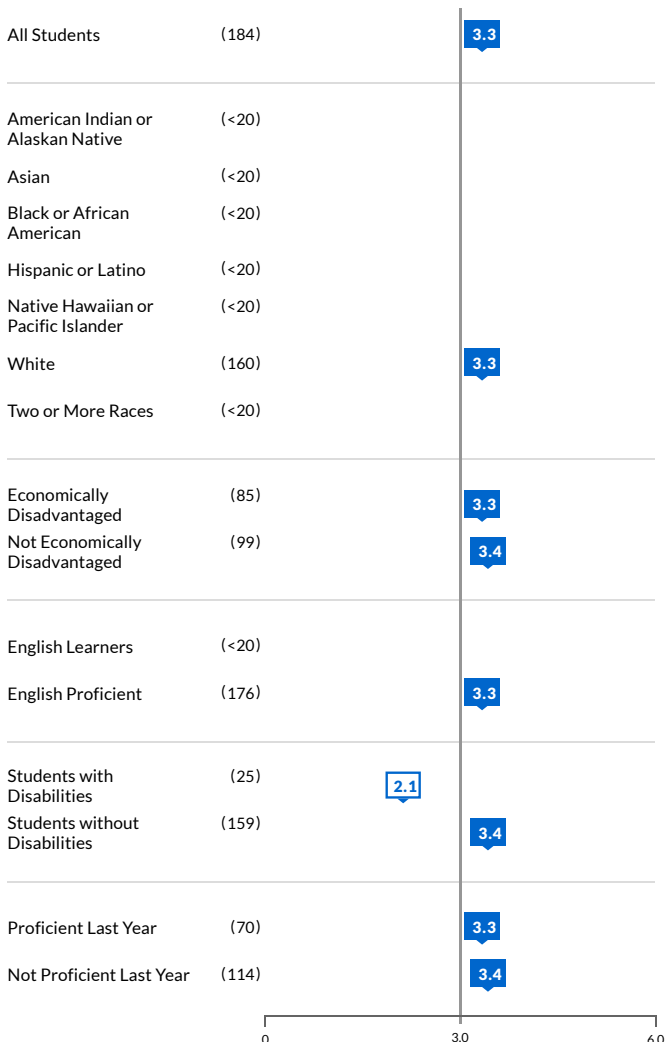 All Students (184) 3.3
American Indian or (<20)
Alaskan Native
Asian (<20)
Black or African (<20)
American
Hispanic or Latino (<20)
Native Hawaiian or (<20)
Pacific Islander
White (160) 3.3
Two or More Races (<20)
Economically (85) 3.3
Disadvantaged
Not Economically (99) 3.4
Disadvantaged
English Learners (<20)
English Proficient (176) 3.3
Students with (25) 2.1
Disabilities
Students without (159) 3.4
Disabilities
Proficient Last Year (70) 3.3
Not Proficient Last Year (114) 3.4
0 3.0 6.0